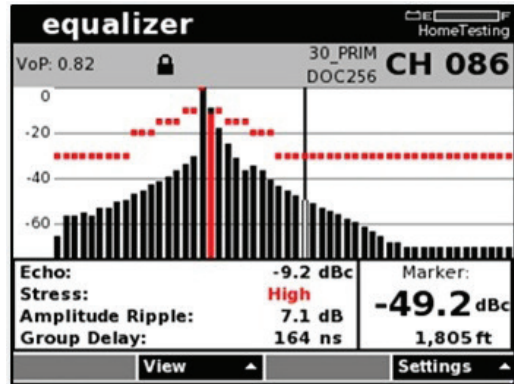 equalizer
E F
HomeTesting
VoP: 0.82
30_PRIM
DOC256
CH 086
0
-20
-40
-60
Echo: -9.2 dBc
Stress: High
Amplitude Ripple: 7.1 dB
Group Delay: 164 ns
Marker:
-49.2 dBc
1,805 ft
View
Settings